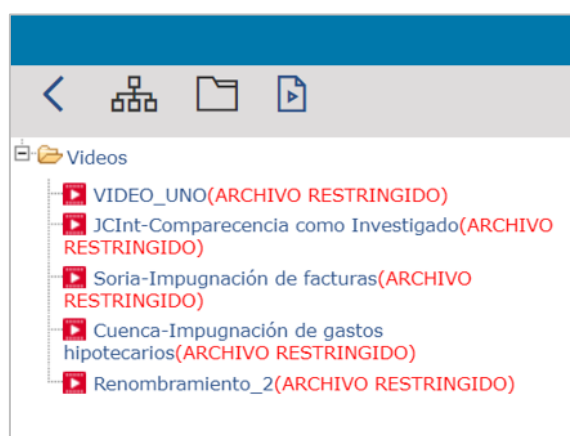 Videos
VIDEO_UNO(ARCHIVO RESTRINGIDO)
JCInt-Comparecencia como Investigado(ARCHIVO
RESTRINGIDO)
Soria-Impugnación de facturas(ARCHIVO
RESTRINGIDO)
Cuenca-Impugnación de gastos
hipotecarios(ARCHIVO RESTRINGIDO)
Renombramiento_2(ARCHIVO RESTRINGIDO)